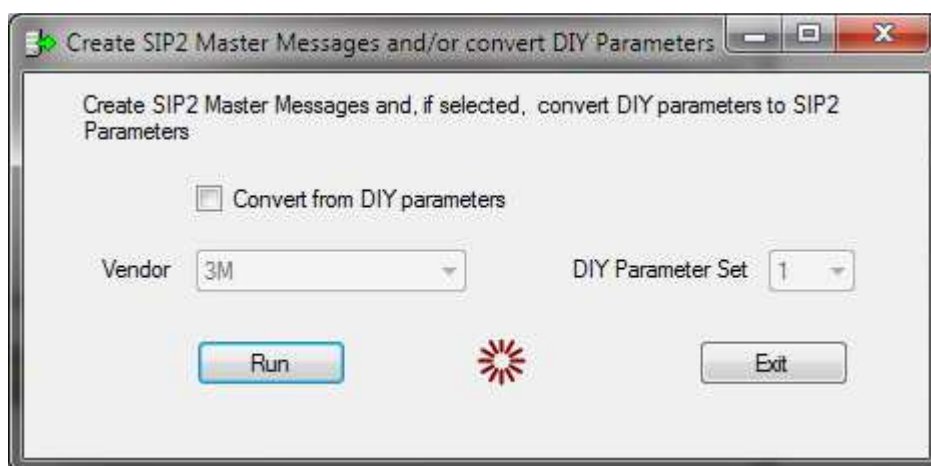 Create SIP2 Master Messages and/or convert DIY Parameters
Create SIP2 Master Messages and, if selected, convert DIY parameters to SIP2
Parameters
Convert from DIY parameters
Vendor 3M DIY Parameter Set 1
Run Exit